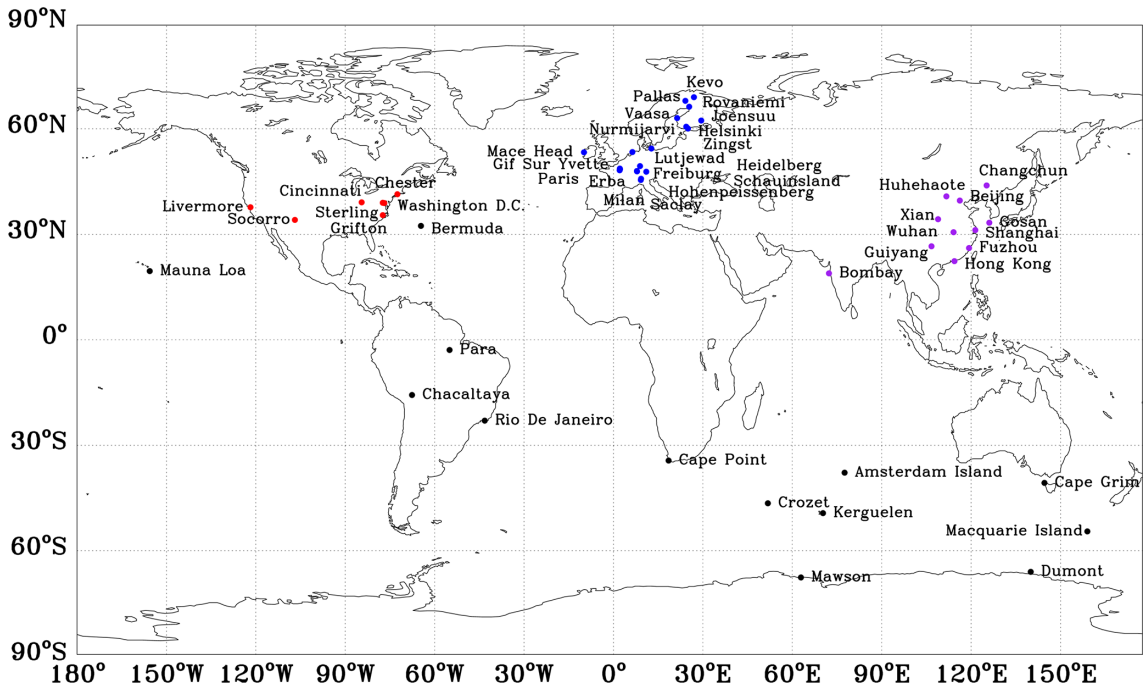 90°N
Kevo
Pallas
Rovaniemi
Vaasa
Joensuu
60°N
Nurmijarvi
Helsinki
Zingst
Mace Head
Lutjewad
Gif Sur Yvette
Heidelberg
Changchun
Freiburg
Paris
Erba
Schauinsland
Huhehaote
Cincinnati
Chester
Hohenpeissenberg
Beijing
Livermore
Milan
Saclay
Washington D.C.
Sterling
Socorro
Xian
Gosan
Grifton
Bermuda
30°N
Wuhan
Shanghai
Guiyang
Fuzhou
Hong Kong
Mauna Loa
Bombay
0°
Para
Chacaltaya
Rio De Janeiro
30°S
Cape Point
Amsterdam Island
Cape Grim
Crozet
Kerguelen
Macquarie Island
60°S
Dumont
Mawson
90°S
180° 150°W 120°W 90°W 60°W 30°W 0° 30°E 60°E 90°E 120°E 150°E